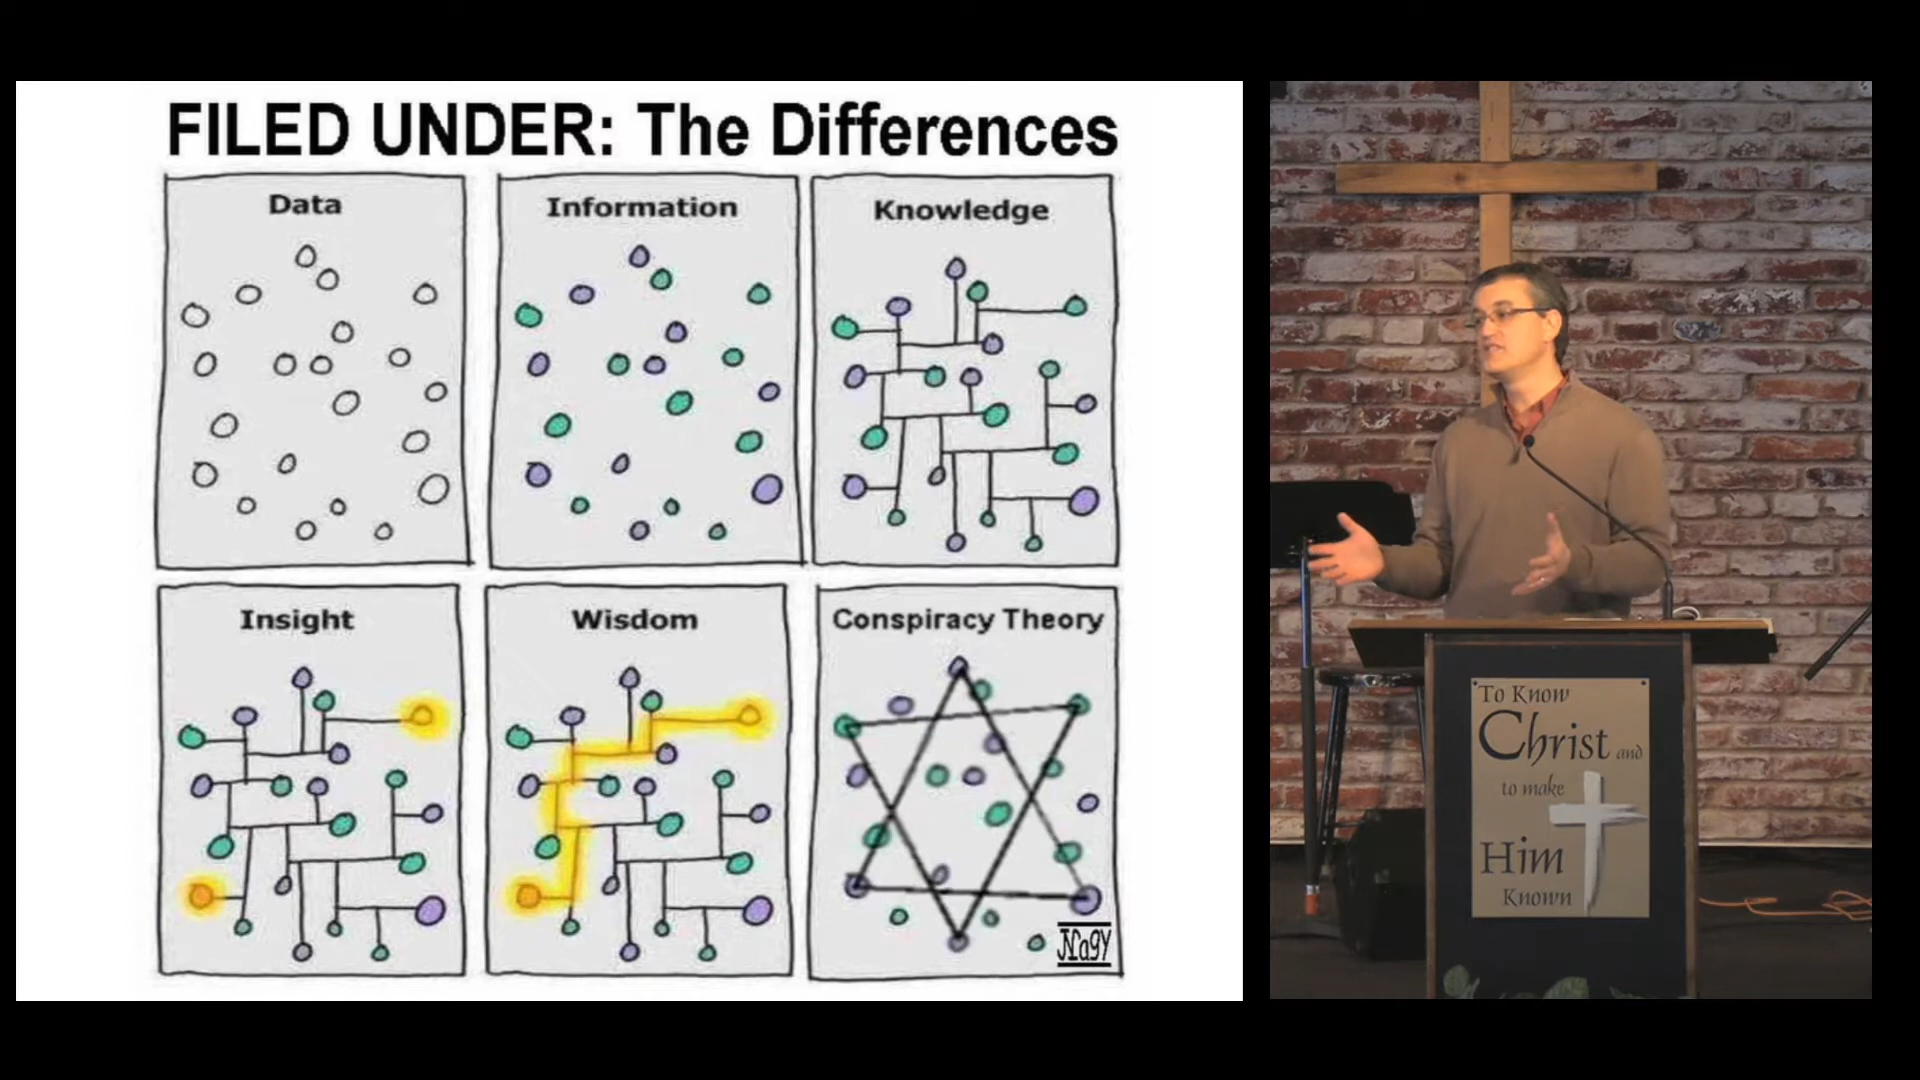 FILED UNDER: The Differences
Data
Information
Knowledge
Insight
Wisdom
Conspiracy Theory
JNagy
To Know
Christ and
to make
Him
Known